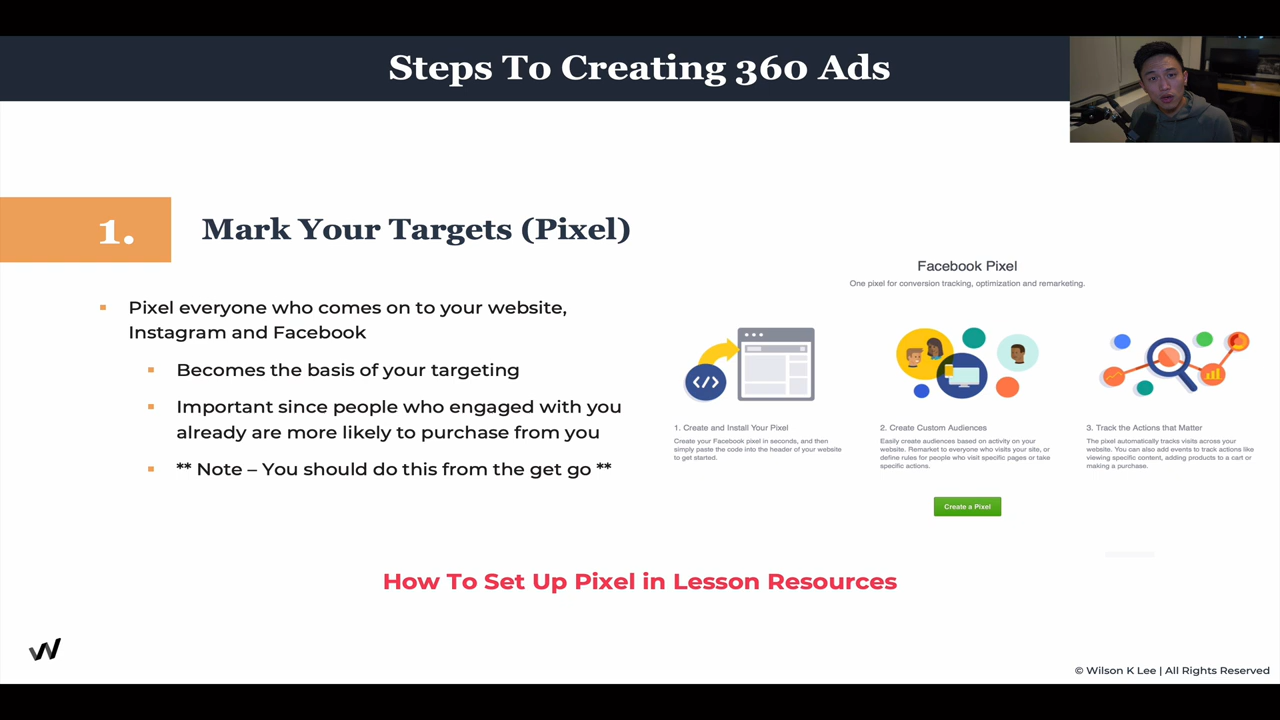 Steps To Creating 360 Ads
1.
Mark Your Targets (Pixel)
Pixel everyone who comes on to your website,
Instagram and Facebook
Becomes the basis of your targeting
Important since people who engaged with you
already are more likely to purchase from you
** Note – You should do this from the get go **
Facebook Pixel
One pixel for conversion tracking, optimization and remarketing.
1. Create and Install Your Pixel
Create your Facebook pixel in seconds, and then
simply paste the code into the header of your website
to get started.
2. Create Custom Audiences
Easily create audiences based on activity on your
website. Remarket to everyone who visits your site, or
define rules for people who visit specific pages or take
specific actions.
3. Track the Actions that Matter
The pixel automatically tracks visits across your
website. You can also add events to track actions like
viewing specific content, adding products to a cart or
making a purchase.
Create a Pixel
How To Set Up Pixel in Lesson Resources
© Wilson K Lee | All Rights Reserved